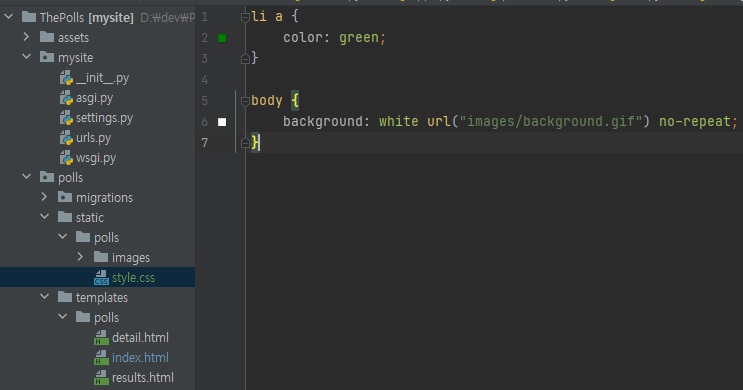 ThePolls [mysite] D:₩dev₩P
assets
mysite
__init__.py
asgi.py
settings.py
urls.py
wsgi.py
polls
migrations
static
polls
images
style.css
templates
polls
detail.html
index.html
results.html
1 li a {
2 color: green;
3 }
4
5 body {
6 background: white url("images/background.gif") no-repeat;
7 }